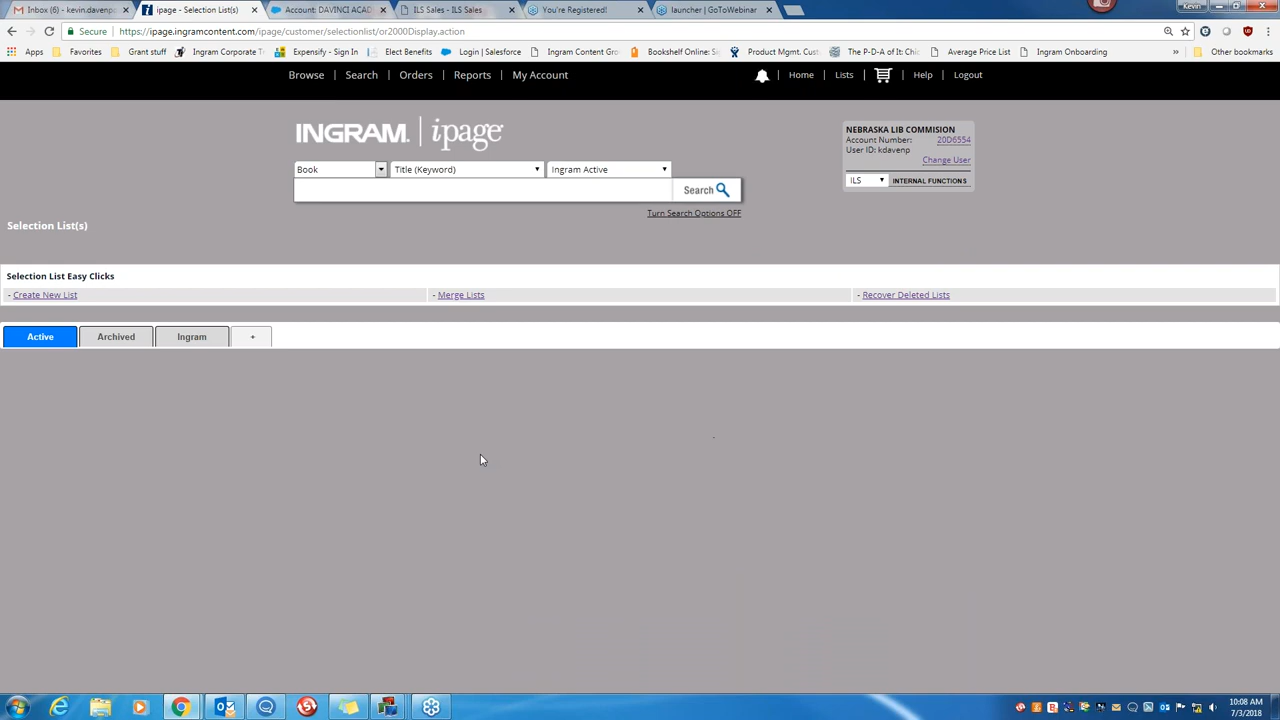 Inbox (6) - kevin.davenp
ipage - Selection List(s)
Account: DAVINCI ACAD
ILS Sales - ILS Sales
You're Registered!
launcher | GoToWebinar
Kevin
Secure
https://ipage.ingramcontent.com/ipage/customer/selectionlist/or2000Display.action
Apps
Favorites
Grant stuff
Ingram Corporate T
Expensify - Sign In
Elect Benefits
Login | Salesforce
Ingram Content Gro
Bookshelf Online S
Product Mgmt. Cust
The P-D-A of It: Chic
Average Price List
Ingram Onboarding
Other bookmarks
Browse | Search | Orders | Reports | My Account
Home | Lists | Help | Logout
INGRAM. | ipage
NEBRASKA LIB COMMISION
Account Number: 20D6554
User ID: kdavenp
Change User
ILS INTERNAL FUNCTIONS
Book
Title (Keyword)
Ingram Active
Search
Turn Search Options OFF
Selection List(s)
Selection List Easy Clicks
- Create New List
- Merge Lists
- Recover Deleted Lists
Active
Archived
Ingram
+
10:08 AM
7/3/2018